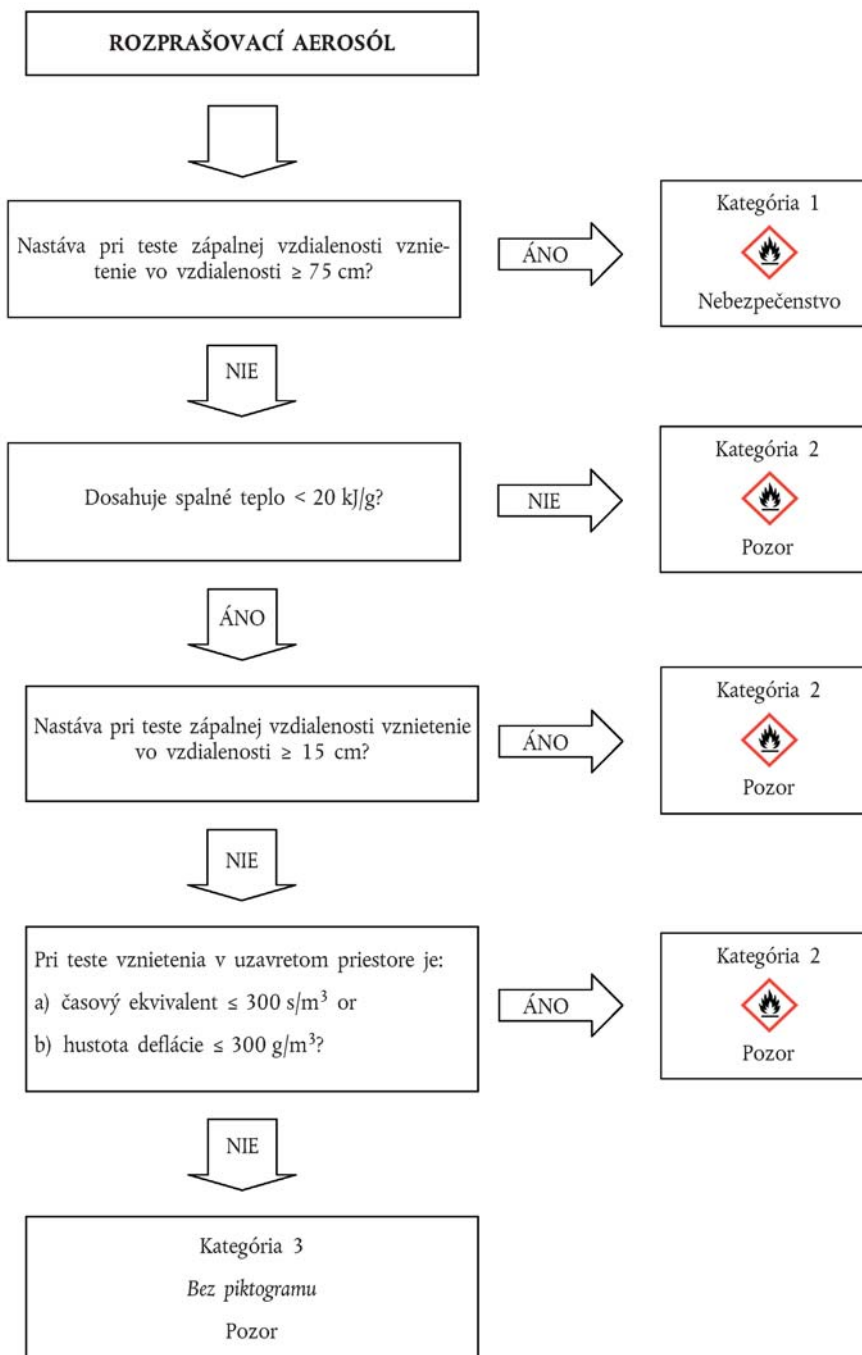 ROZPRAŠOVACÍ AEROSÓL
Nastáva pri teste zápalnej vzdialenosti vznie-
tenie vo vzdialenosti ≥ 75 cm?
ÁNO
Kategória 1
Nebezpečenstvo
NIE
Dosahuje spalné teplo < 20 kJ/g?
NIE
Kategória 2
Pozor
ÁNO
Nastáva pri teste zápalnej vzdialenosti vznietenie
vo vzdialenosti ≥ 15 cm?
ÁNO
Kategória 2
Pozor
NIE
Pri teste vznietenia v uzavretom priestore je:
a) časový ekvivalent ≤ 300 s/m³ or
b) hustota deflácie ≤ 300 g/m³?
ÁNO
Kategória 2
Pozor
NIE
Kategória 3
Bez piktogramu
Pozor